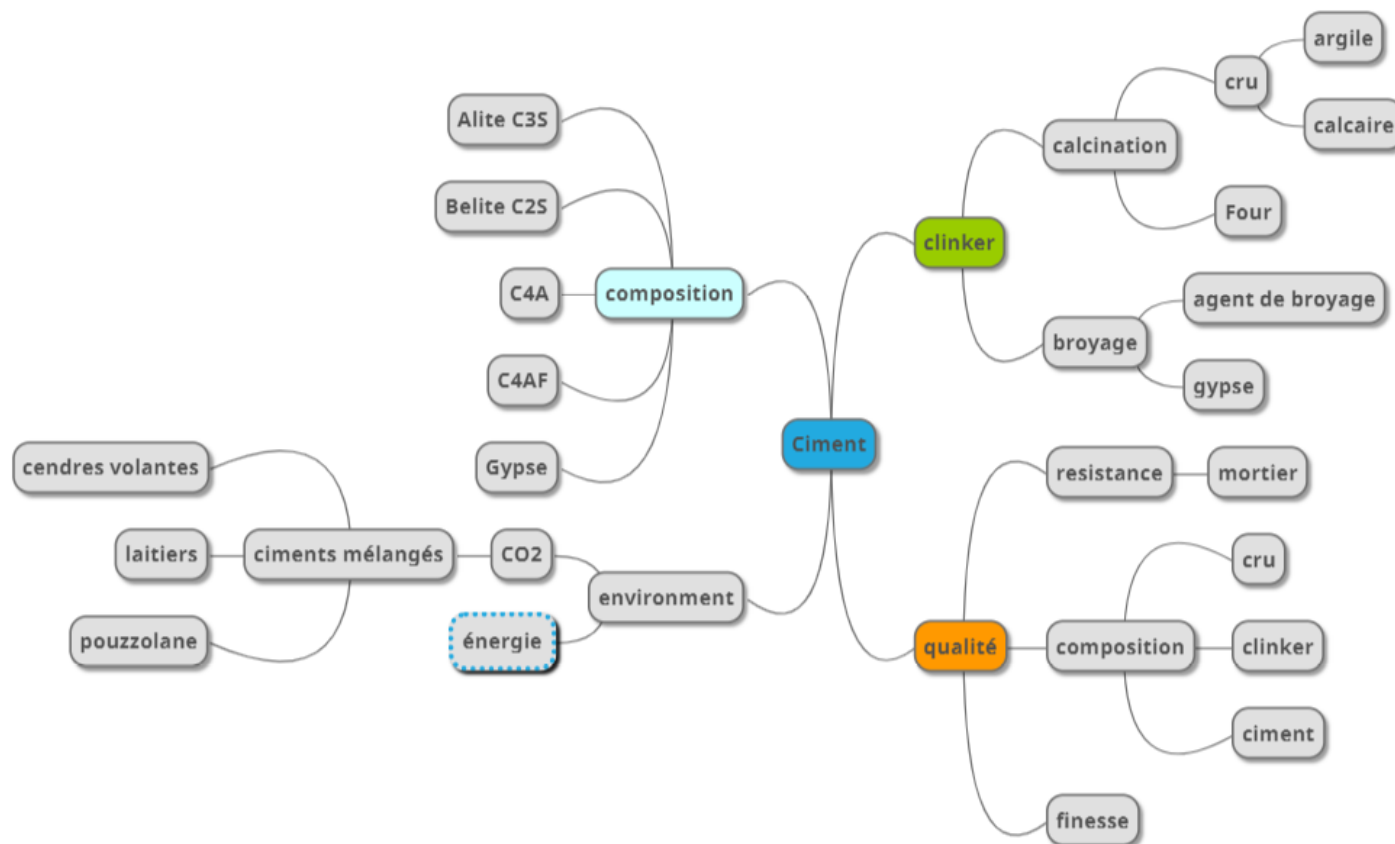 argile
cru
calcaire
calcination
Four
clinker
agent de broyage
broyage
gypse
Alite C3S
Belite C2S
C4A
composition
C4AF
Gypse
Ciment
cendres volantes
laitiers
ciments mélangés
CO2
pouzzolane
environment
énergie
resistance
mortier
cru
qualité
composition
clinker
ciment
finesse